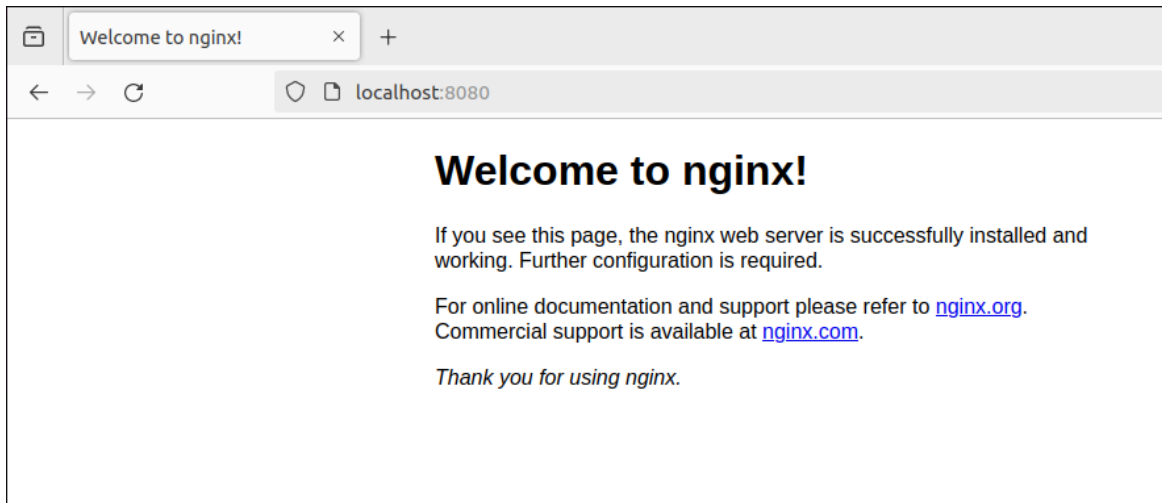 Welcome to nginx!
localhost:8080
Welcome to nginx!
If you see this page, the nginx web server is successfully installed and
working. Further configuration is required.
For online documentation and support please refer to nginx.org.
Commercial support is available at nginx.com.
Thank you for using nginx.